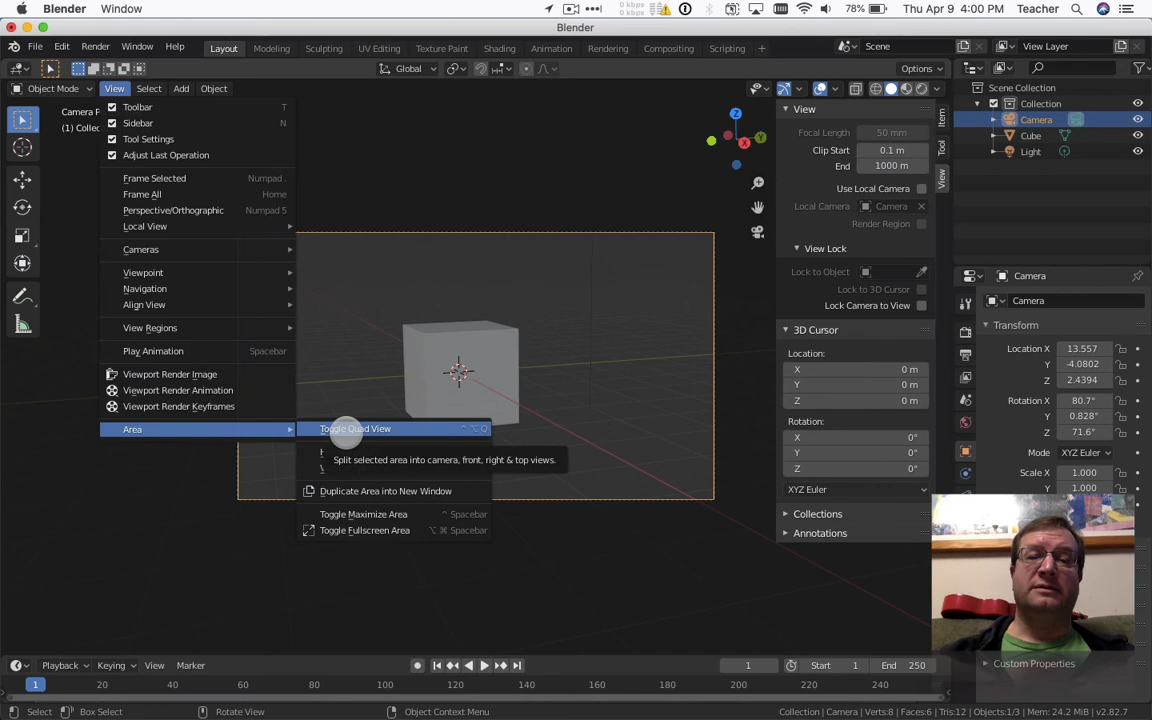 Blender Window 0 kbps 0 kbps 78% Thu Apr 9 4:00 PM Teacher
Blender
File Edit Render Window Help Layout Modeling Sculpting UV Editing Texture Paint Shading Animation Rendering Compositing Scripting + Scene View Layer
Global Options
Object Mode View Select Add Object
Scene Collection
Collection
Camera
Cube
Light
Camera P
(1) Collec
Toolbar T
Sidebar N
Tool Settings
Adjust Last Operation
Frame Selected Numpad .
Frame All Home
Perspective/Orthographic Numpad 5
Local View
Cameras
Viewpoint
Navigation
Align View
View Regions
Play Animation Spacebar
Viewport Render Image
Viewport Render Animation
Viewport Render Keyframes
Area
Toggle Quad View ^ ⌥ Q
Split selected area into camera, front, right & top views.
Duplicate Area into New Window
Toggle Maximize Area ^ Spacebar
Toggle Fullscreen Area ⌥ ⌘ Spacebar
Z
Y
X
View
Focal Length 50 mm
Clip Start 0.1 m
End 1000 m
Use Local Camera
Local Camera Camera
Render Region
View Lock
Lock to Object
Lock to 3D Cursor
Lock Camera to View
3D Cursor
Location:
X 0 m
Y 0 m
Z 0 m
Rotation:
X 0°
Y 0°
Z 0°
XYZ Euler
Collections
Annotations
Item
Tool
View
Camera
Camera
Transform
Location X 13.557
Y -4.0802
Z 2.4394
Rotation X 80.7°
Y 0.828°
Z 71.6°
Mode XYZ Euler
Scale X 1.000
Y 1.000
Custom Properties
Playback Keying View Marker 1 Start 1 End 250
1 20 40 60 80 100 120 140 160 180 200 220 240
Select Box Select Rotate View Object Context Menu Collection | Camera | Verts:8 | Faces:6 | Tris:12 | Objects:1/3 | Mem: 24.2 MiB | v2.82.7